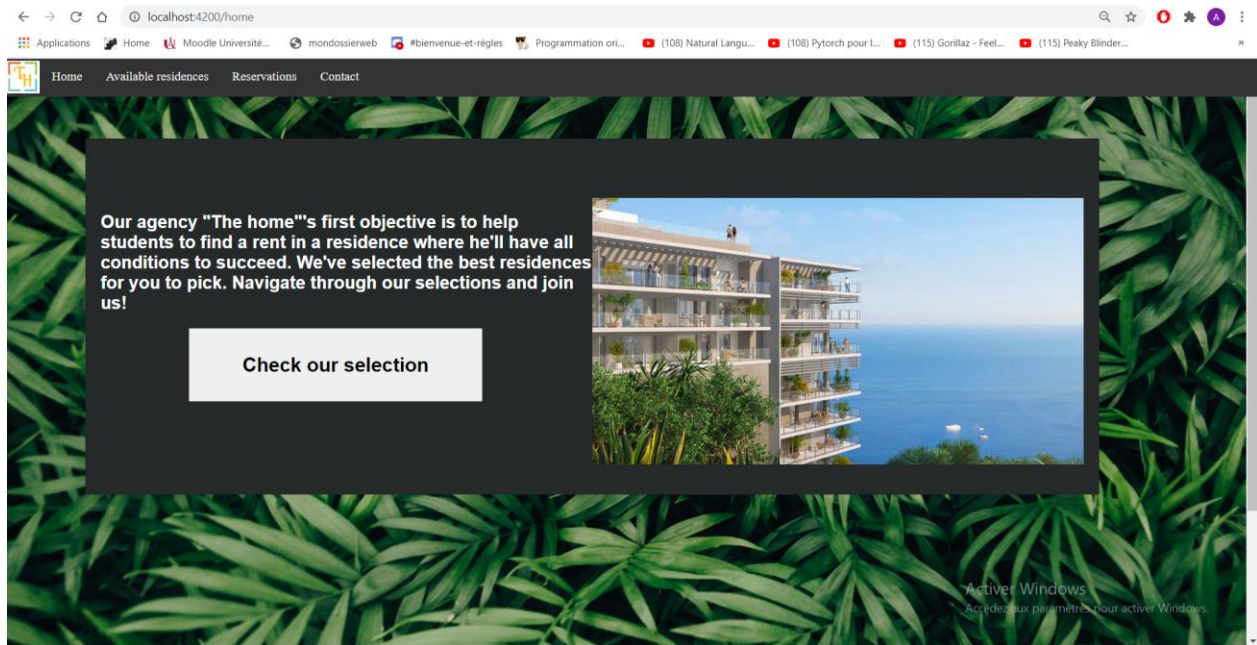 localhost:4200/home
A
Applications Home Moodle Université... mondossierweb #bienvenue-et-règles Programmation ori... (108) Natural Langu... (108) Pytorch pour l... (115) Gorillaz - Feel... (115) Peaky Blinder... »
TH Home Available residences Reservations Contact
Our agency "The home"'s first objective is to help
students to find a rent in a residence where he'll have all
conditions to succeed. We've selected the best residences
for you to pick. Navigate through our selections and join
us!
Check our selection
Activer Windows
Accédez aux paramètres pour activer Windows.